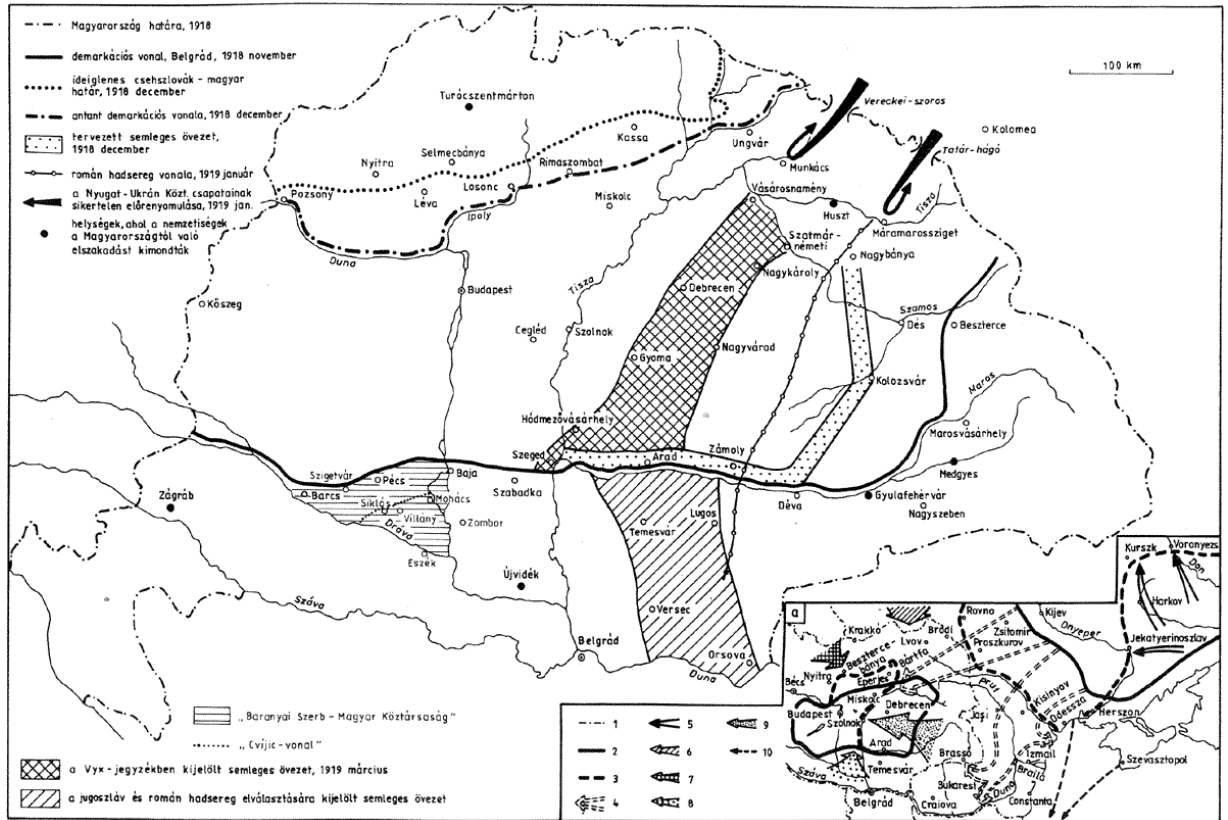 Magyarország határa, 1918
demarkációs vonal, Belgrád, 1918 november
ideiglenes csehszlovák - magyar
határ, 1918 december
antant demarkációs vonala, 1918 december
tervezett semleges övezet,
1918 december
román hadsereg vonala, 1919 január
a Nyugat-Ukrán Közt. csapatainak
sikertelen előrenyomulása, 1919 jan.
helységek, ahol a nemzetiségek
a Magyarországtól való
elszakadást kimondták
100 km
Turócszentmárton
Vereckei-szoros
Kolomea
Tatár-hágó
Kassa
Ungvár
Nyitra
Selmecbánya
Rimaszombat
Munkács
Pozsony
Léva
Losonc
Ipoly
Miskolc
Vásárosnamény
Huszt
Tisza
Máramarossziget
Duna
Szatmár-
németi
Nagybánya
Nagykároly
Kőszeg
Budapest
Tisza
Debrecen
Szamos
Cegléd
Szolnok
Dés
Beszterce
Gyoma
Nagyvárad
Kolozsvár
Maros
Hódmezővásárhely
Marosvásárhely
Szeged
Arad
Zámoly
Medgyes
Szigetvár
Pécs
Baja
Szabadka
Barcs
Mohács
Siklós
Villány
Zombor
Dráva
Eszék
Zágráb
Temesvár
Lugos
Déva
Gyulafehérvár
Nagyszeben
Újvidék
Száva
Versec
Belgrád
Orsova
Duna
„Baranyai Szerb - Magyar Köztársaság"
„Cvijic-vonal"
a Vyx-jegyzékben kijelölt semleges övezet, 1919 március
a jugoszláv és román hadsereg elválasztására kijelölt semleges övezet
1
2
3
4
5
6
7
8
9
10
a
Kurszk
Voronyezs
Don
Harkov
Jekatyerinoszlav
Rovno
Kijev
Dnyeper
Zsitomir
Proszkurov
Krakkó
Lvov
Brodi
Beszterce-
bánya
Bártfa
Nyitra
Eperjes
Bécs
Miskolc
Debrecen
Prut
Kisinyov
Budapest
Szolnok
Jasi
Odessza
Herszon
Arad
Brassó
Izmail
Braila
Szevasztopol
Temesvár
Száva
Bukarest
Duna
Belgrád
Craiova
Constanta